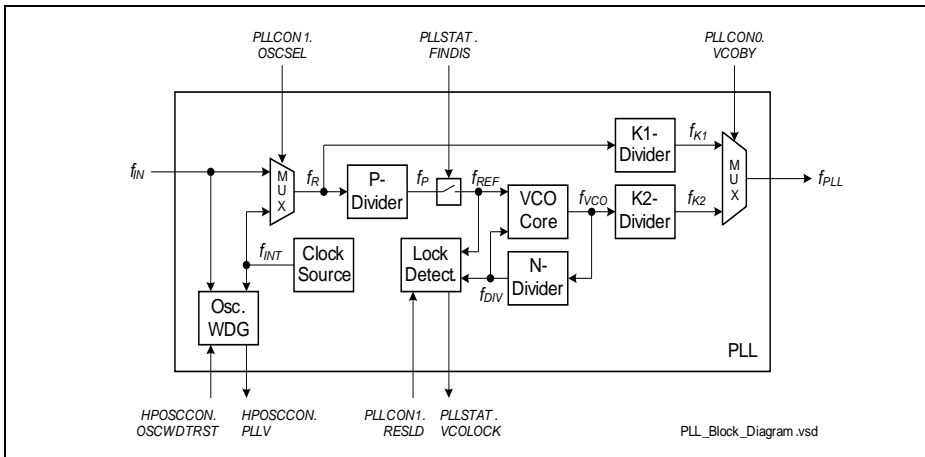 PLLCON1.
OSCSEL
PLLSTAT.
FINDIS
PLLCON0.
VCOBY
fIN
MUX
fR
P-
Divider
fP
fREF
VCO
Core
fVCO
K1-
Divider
fK1
K2-
Divider
fK2
MUX
fPLL
fINT
Clock
Source
Lock
Detect.
fDIV
N-
Divider
Osc.
WDG
PLL
HPOSCCON.
OSCWDTRST
HPOSCCON.
PLLV
PLLCON1.
RESLD
PLLSTAT.
VCOLOCK
PLL_Block_Diagram.vsd